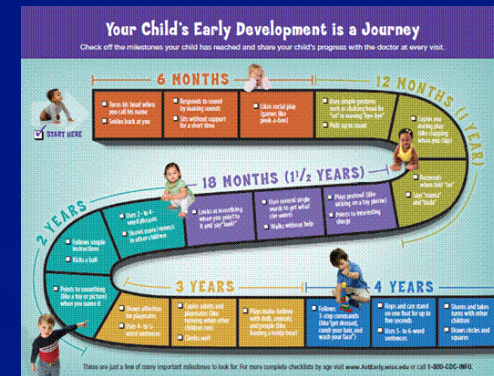 Your Child's Early Development is a Journey
Check off the milestones your child has reached and share your child's progress with the doctor at every visit.
6 MONTHS
12 MONTHS (1 YEAR)
START HERE
Turns his head when
you call his name
Smiles back at you
Responds to sound
by making sounds
Sits without support
for a short time
Likes social play
(games like
peek-a-boo)
Uses simple gestures
such as shaking head for
"no" or waving "bye-bye"
Pulls up to stand
Copies you
during play
(like clapping
when you clap)
Responds
when told "no"
Says "mama"
and "dada"
18 MONTHS (1 1/2 YEARS)
Looks at something
when you point to
it and say "look!"
Uses several single
words to get what
she wants
Walks without help
Plays pretend (like
talking on a toy phone)
Points to interesting
things
2 YEARS
Uses 2- to 4-
word phrases
Shows more interest
in other children
Follows simple
instructions
Kicks a ball
Points to something
(like a toy or picture)
when you name it
3 YEARS
Shows affection
for playmates
Uses 4- to 5-
word sentences
Copies adults and
playmates (like
running when other
children run)
Climbs well
Plays make-believe
with dolls, animals,
and people (like
feeding a teddy bear)
4 YEARS
Follows
3-step commands
(like "get dressed,
comb your hair, and
wash your face")
Hops and can stand
on one foot for up to
five seconds
Uses 5- to 6-word
sentences
Shares and takes
turns with other
children
Draws circles and
squares
These are just a few of many important milestones to look for. For more complete checklists by age visit www.ActEarly.wisc.edu or call 1-800-CDC-INFO.